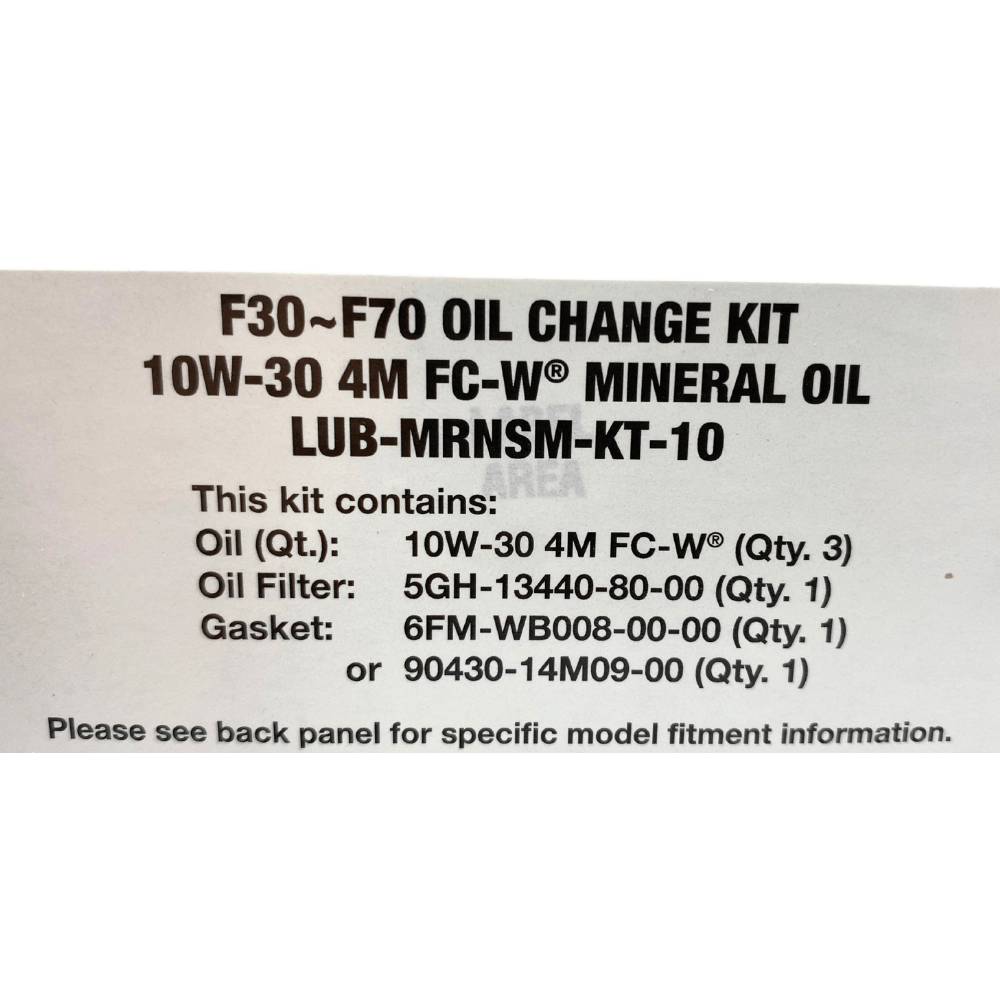 F30~F70 OIL CHANGE KIT
10W-30 4M FC-W® MINERAL OIL
LABEL
LUB-MRNSM-KT-10
AREA
This kit contains:
Oil (Qt.): 10W-30 4M FC-W® (Qty. 3)
Oil Filter: 5GH-13440-80-00 (Qty. 1)
Gasket: 6FM-WB008-00-00 (Qty. 1)
or 90430-14M09-00 (Qty. 1)
Please see back panel for specific model fitment information.